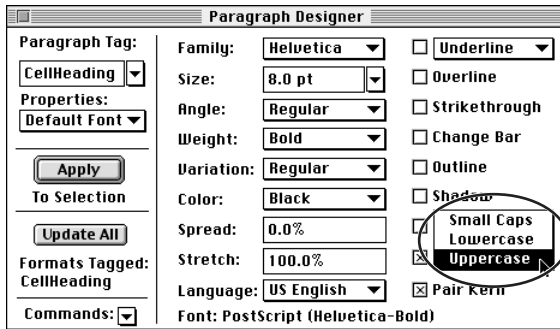 Paragraph Designer
Paragraph Tag:
CellHeading
Properties:
Default Font
Apply
To Selection
Update All
Formats Tagged:
CellHeading
Commands:
Family: Helvetica
Size: 8.0 pt
Angle: Regular
Weight: Bold
Variation: Regular
Color: Black
Spread: 0.0%
Stretch: 100.0%
Language: US English
Font: PostScript (Helvetica-Bold)
Underline
Overline
Strikethrough
Change Bar
Outline
Shadow
Small Caps
Lowercase
Uppercase
Pair Kern